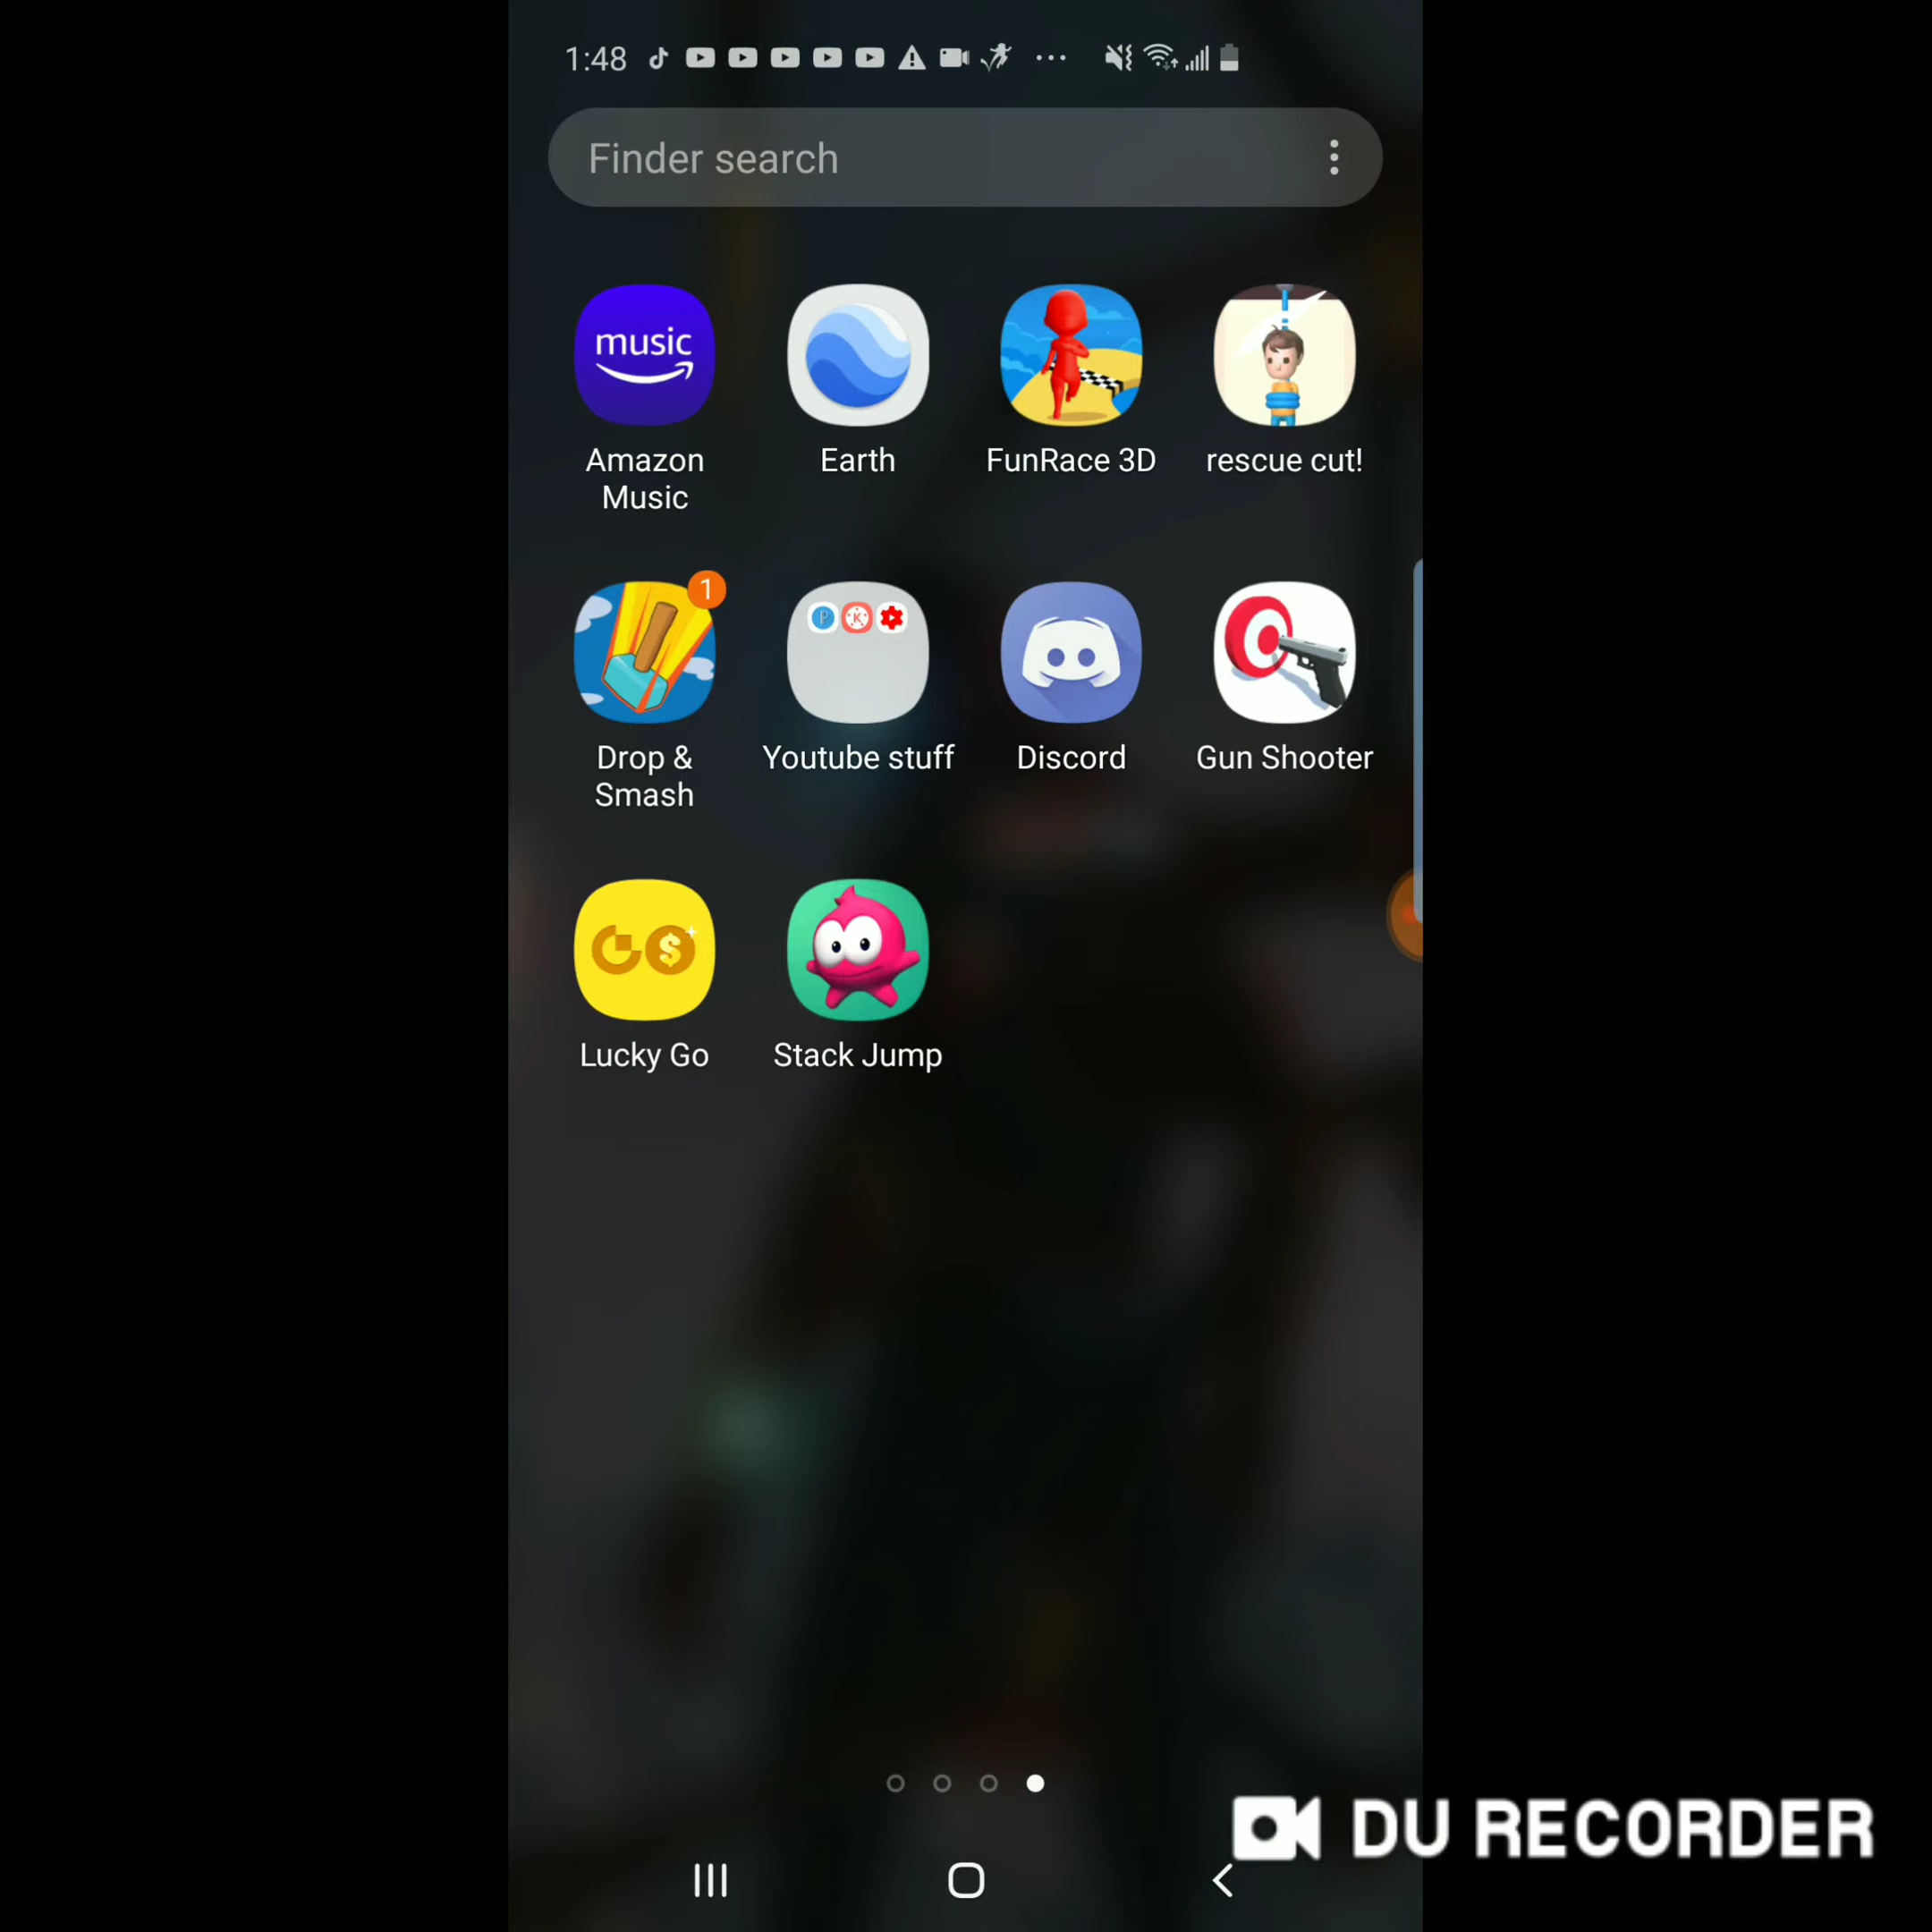 1:48
Finder search
music
Amazon
Music
Earth
FunRace 3D
rescue cut!
1
P
K
Drop &
Smash
Youtube stuff
Discord
Gun Shooter
$
Lucky Go
Stack Jump
DU RECORDER